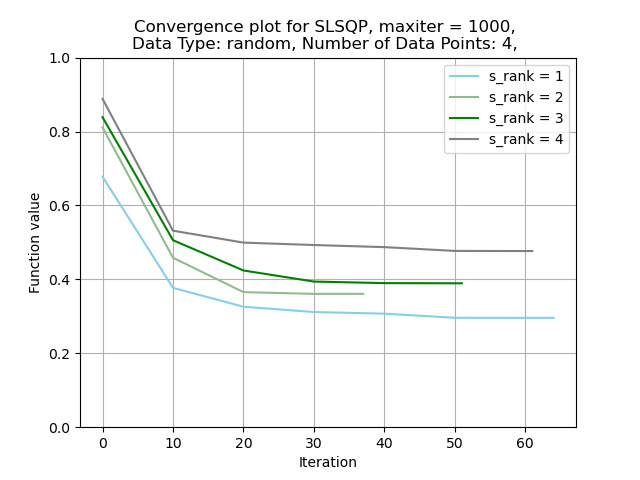 Convergence plot for SLSQP, maxiter = 1000,
Data Type: random, Number of Data Points: 4,
1.0
0.8
0.6
0.4
0.2
0.0
Function value
s_rank = 1
s_rank = 2
s_rank = 3
s_rank = 4
0 10 20 30 40 50 60
Iteration